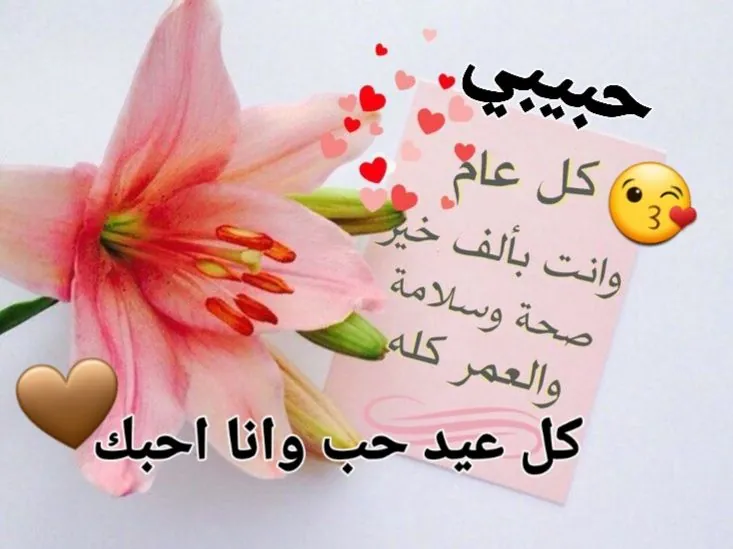 حبيبي
كل عام
وانت بألف خير
صحة وسلامة
والعمر كله
كل عيد حب وانا احبك